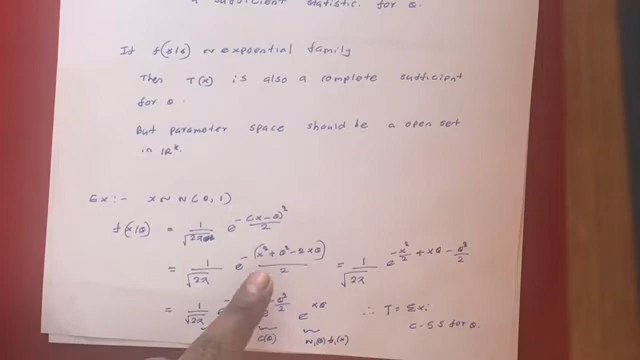 a sufficient statistic for θ.
If f(x|θ) ~ exponential family
Then T(x) is also a complete sufficient
for θ.
But parameter space should be a open set
in ℝᵏ.
Ex :- x ~ N(θ, 1)
f(x|θ) = 1/√2π e^-(x-θ)²/2
= 1/√2π e^-(x² + θ² - 2xθ)/2 = 1/√2π e^-x²/2 + xθ - θ²/2
= 1/√2π e θ²/2 e^xθ ∴ T = Σxi
C.S.S for θ.
C(θ)